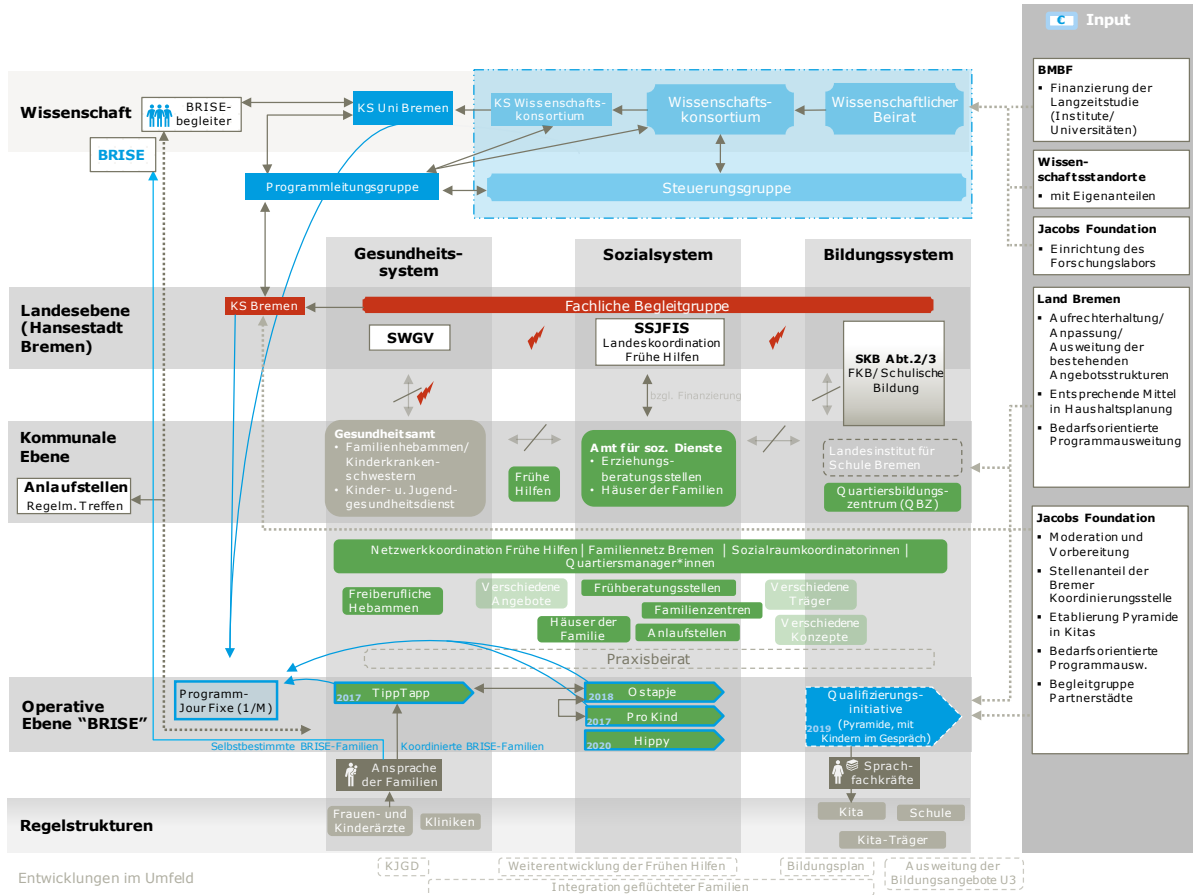 C Input
BMBF
▪ Finanzierung der
Langzeitstudie
(Institute/
Universitäten)
Wissen-
schaftsstandorte
▪ mit Eigenanteilen
Jacobs Foundation
▪ Einrichtung des
Forschungslabors
Land Bremen
▪ Aufrechterhaltung/
Anpassung/
Ausweitung der
bestehenden
Angebotsstrukturen
▪ Entsprechende Mittel
in Haushaltsplanung
▪ Bedarfsorientierte
Programmausweitung
Jacobs Foundation
▪ Moderation und
Vorbereitung
▪ Stellenanteil der
Bremer
Koordinierungsstelle
▪ Etablierung Pyramide
in Kitas
▪ Bedarfsorientierte
Programmausw.
▪ Begleitgruppe
Partnerstädte
Wissenschaft
BRISE-
begleiter
BRISE
KS Uni Bremen
KS Wissenschafts-
konsortium
Wissenschafts-
konsortium
Wissenschaftlicher
Beirat
Programmleitungsgruppe
Steuerungsgruppe
Gesundheits-
system
Sozialsystem
Bildungssystem
Landesebene
(Hansestadt
Bremen)
KS Bremen
Fachliche Begleitgruppe
SWGV
SSJFIS
Landeskoordination
Frühe Hilfen
SKB Abt.2/3
FKB/Schulische
Bildung
bzgl. Finanzierung
Kommunale
Ebene
Anlaufstellen
Regelm. Treffen
Gesundheitsamt
• Familienhebammen/
Kinderkranken-
schwestern
• Kinder- u. Jugend-
gesundheitsdienst
Frühe
Hilfen
Amt für soz. Dienste
• Erziehungs-
beratungsstellen
• Häuser der Familien
Landesinstitut für
Schule Bremen
Quartiersbildungs-
zentrum (QBZ)
Netzwerkkoordination Frühe Hilfen | Familiennetz Bremen | Sozialraumkoordinatorinnen |
Quartiersmanager*innen
Freiberufliche
Hebammen
Verschiedene
Angebote
Frühberatungsstellen
Familienzentren
Häuser der
Familie
Anlaufstellen
Verschiedene
Träger
Verschiedene
Konzepte
Praxisbeirat
Operative
Ebene "BRISE"
Programm-
Jour Fixe (1/M)
2017 TippTapp
2018 Ostapje
2017 Pro Kind
2020 Hippy
Qualifizierungs-
initiative
2019 (Pyramide, mit
Kindern im Gespräch)
Selbstbestimmte BRISE-Familien
Koordinierte BRISE-Familien
Ansprache
der Familien
Sprach-
fachkräfte
Regelstrukturen
Frauen- und
Kinderärzte
Kliniken
Kita
Schule
Kita-Träger
Entwicklungen im Umfeld
KJGD
Weiterentwicklung der Frühen Hilfen
Bildungsplan
Ausweitung der
Bildungsangebote U3
Integration geflüchteter Familien